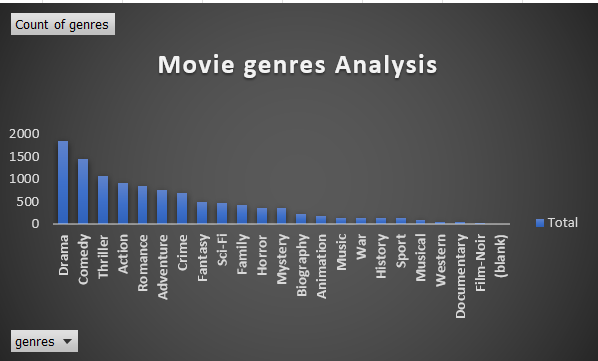 Count of genres
Movie genres Analysis
2000
1500
1000
500
0
Drama
Comedy
Thriller
Action
Romance
Adventure
Crime
Fantasy
Sci-Fi
Family
Horror
Mystery
Biography
Animation
Music
War
History
Sport
Musical
Western
Documentary
Film-Noir
(blank)
Total
genres